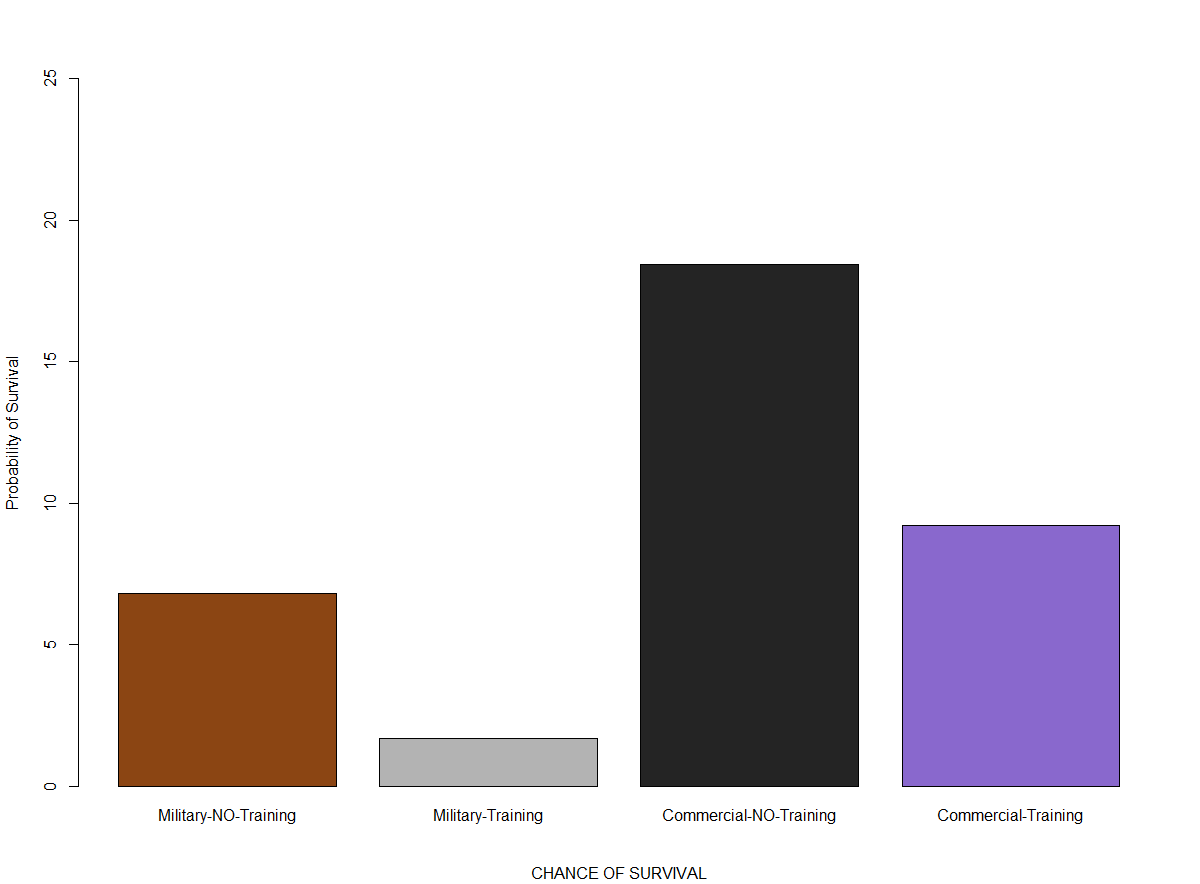 25
20
15
10
5
0
Probability of Survival
Military-NO-Training
Military-Training
Commercial-NO-Training
Commercial-Training
CHANCE OF SURVIVAL